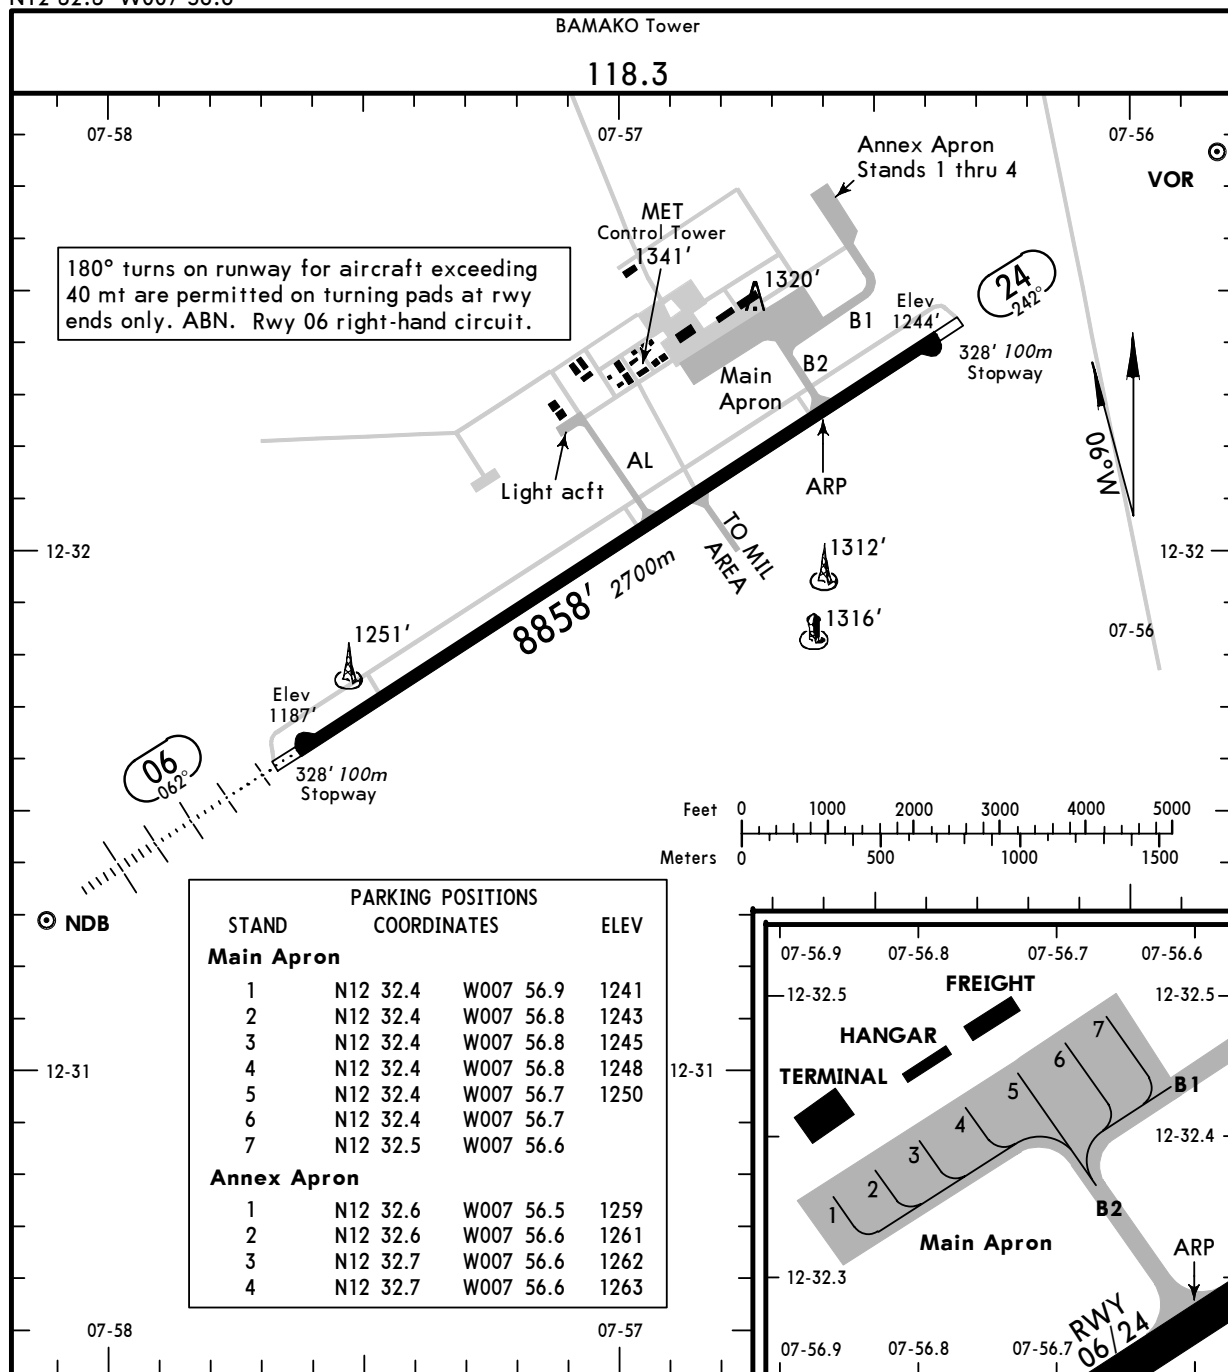 BAMAKO Tower
118.3
07-58
07-57
07-56
Annex Apron
Stands 1 thru 4
VOR
MET
Control Tower
1341'
180° turns on runway for aircraft exceeding
40 mt are permitted on turning pads at rwy
ends only. ABN. Rwy 06 right-hand circuit.
1320'
24
242°
Elev
1244'
B1
328' 100m
Stopway
B2
Main
Apron
06°W
AL
Light acft
ARP
TO MIL
AREA
12-32
12-32
1312'
8858' 2700m
1316'
07-56
1251'
Elev
1187'
06
062°
328' 100m
Stopway
Feet 0 1000 2000 3000 4000 5000
Meters 0 500 1000 1500
NDB
PARKING POSITIONS
STAND COORDINATES ELEV
Main Apron
1 N12 32.4 W007 56.9 1241
2 N12 32.4 W007 56.8 1243
3 N12 32.4 W007 56.8 1245
4 N12 32.4 W007 56.8 1248
5 N12 32.4 W007 56.7 1250
6 N12 32.4 W007 56.7
7 N12 32.5 W007 56.6
Annex Apron
1 N12 32.6 W007 56.5 1259
2 N12 32.6 W007 56.6 1261
3 N12 32.7 W007 56.6 1262
4 N12 32.7 W007 56.6 1263
12-31
12-31
07-58
07-57
07-56.9
07-56.8
07-56.7
07-56.6
12-32.5
12-32.5
FREIGHT
HANGAR
TERMINAL
7
6
5
4
3
2
1
B1
12-32.4
B2
Main Apron
ARP
12-32.3
RWY
06/24
07-56.9
07-56.8
07-56.7